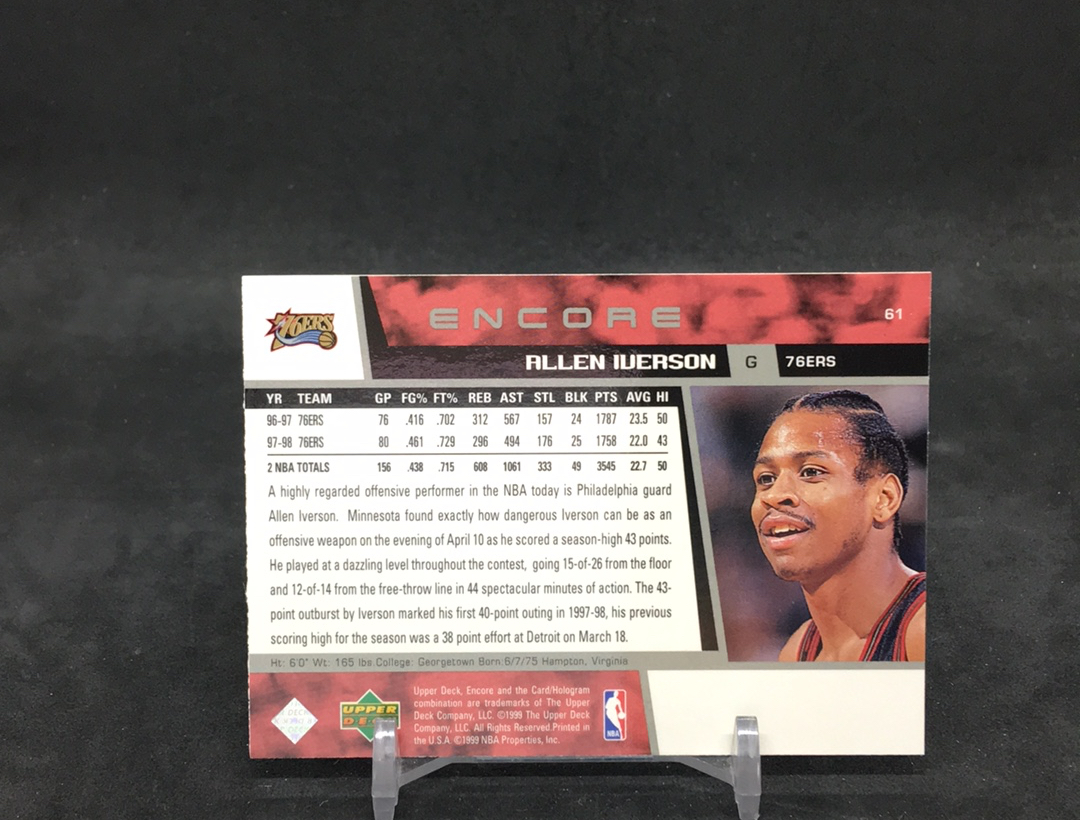 76ERS
ENCORE
61
ALLEN IVERSON G 76ERS
YR TEAM GP FG% FT% REB AST STL BLK PTS AVG HI
96-97 76ERS 76 .416 .702 312 567 157 24 1787 23.5 50
97-98 76ERS 80 .461 .729 296 494 176 25 1758 22.0 43
2 NBA TOTALS 156 .438 .715 608 1061 333 49 3545 22.7 50
A highly regarded offensive performer in the NBA today is Philadelphia guard
Allen Iverson. Minnesota found exactly how dangerous Iverson can be as an
offensive weapon on the evening of April 10 as he scored a season-high 43 points.
He played at a dazzling level throughout the contest, going 15-of-26 from the floor
and 12-of-14 from the free-throw line in 44 spectacular minutes of action. The 43-
point outburst by Iverson marked his first 40-point outing in 1997-98, his previous
scoring high for the season was a 38 point effort at Detroit on March 18.
Ht: 6'0" Wt: 165 lbs.College: Georgetown Born:6/7/75 Hampton, Virginia
UPPER
DECK
Upper Deck, Encore and the Card/Hologram
combination are trademarks of The Upper
Deck Company, LLC. ©1999 The Upper Deck
Company, LLC. All Rights Reserved.Printed in
the U.S.A. ©1999 NBA Properties, Inc.
NBA